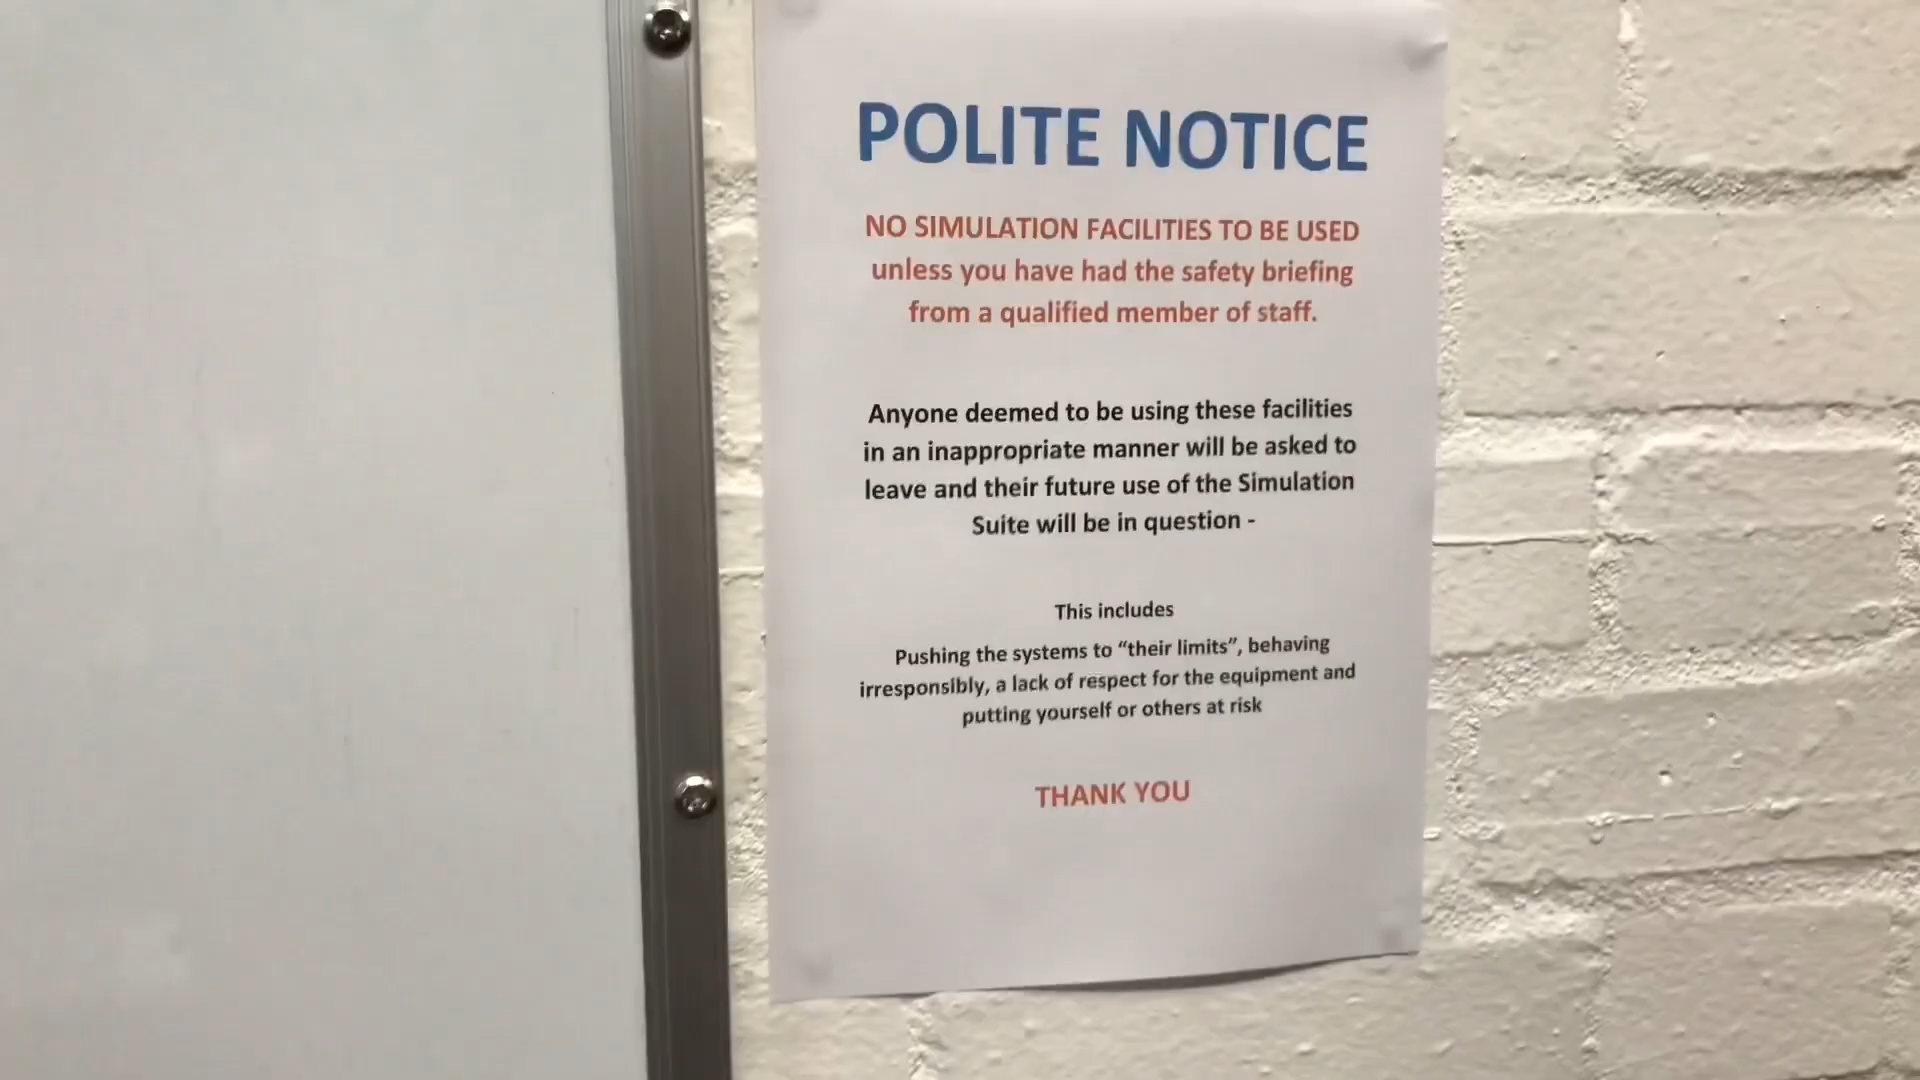 POLITE NOTICE
NO SIMULATION FACILITIES TO BE USED
unless you have had the safety briefing
from a qualified member of staff.
Anyone deemed to be using these facilities
in an inappropriate manner will be asked to
leave and their future use of the Simulation
Suite will be in question -
This includes
Pushing the systems to “their limits”, behaving
irresponsibly, a lack of respect for the equipment and
putting yourself or others at risk
THANK YOU